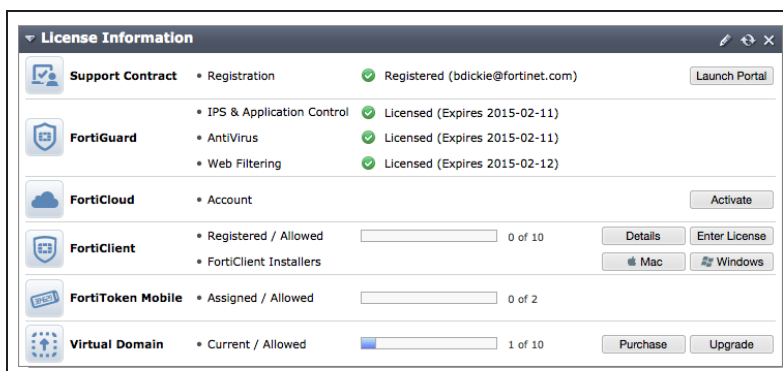 License Information
Support Contract • Registration Registered (bdickie@fortinet.com) Launch Portal
• IPS & Application Control Licensed (Expires 2015-02-11)
FortiGuard • AntiVirus Licensed (Expires 2015-02-11)
• Web Filtering Licensed (Expires 2015-02-12)
FortiCloud • Account Activate
• Registered / Allowed 0 of 10 Details Enter License
FortiClient
• FortiClient Installers Mac Windows
FortiToken Mobile • Assigned / Allowed 0 of 2
Virtual Domain • Current / Allowed 1 of 10 Purchase Upgrade